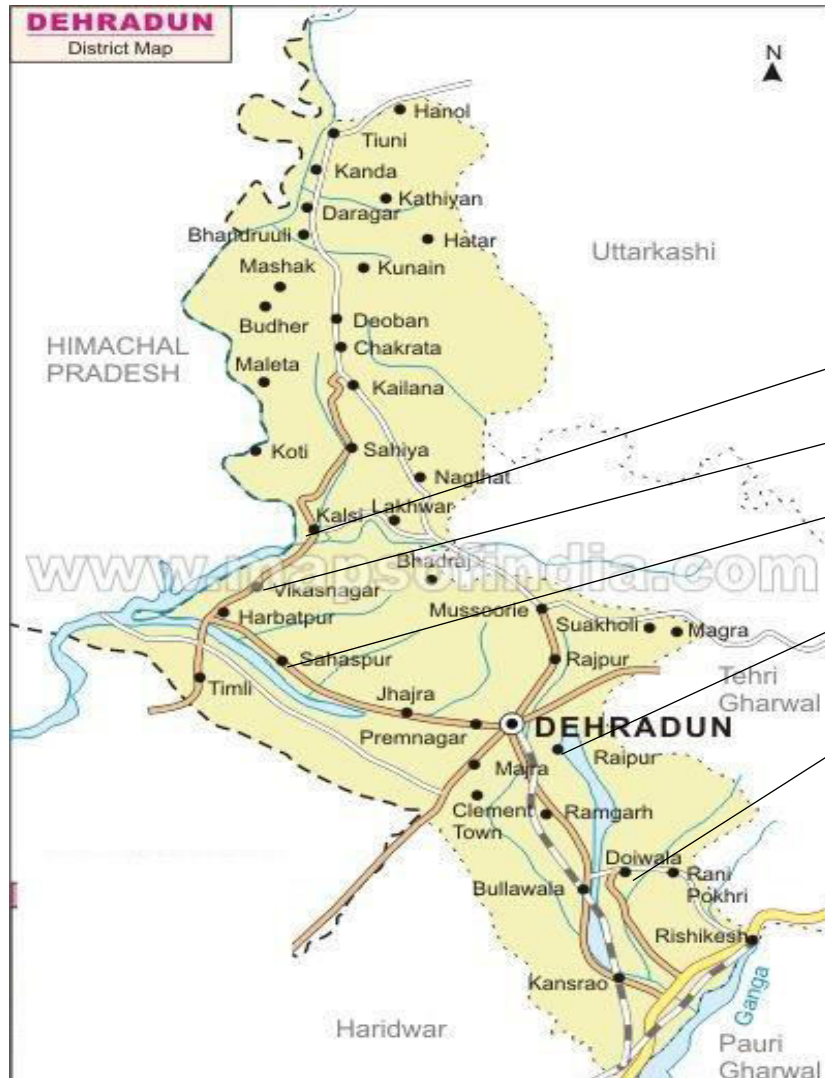 DEHRADUN
District Map
N
Hanol
Tiuni
Kanda
Kathiyan
Daragar
Bhandruuli
Hatar
Uttarkashi
Mashak
Kunain
Budher
Deoban
HIMACHAL
PRADESH
Chakrata
Maleta
Kailana
Koti
Sahiya
Nagthat
Lakhwar
Kalsi
www.mapsofindia.com
Bhadraj
Vikasnagar
Harbatpur
Mussoorie
Suakholi
Magra
Sahaspur
Rajpur
Tehri
Gharwal
Timli
Jhajra
Premnagar
DEHRADUN
Majra
Raipur
Clement
Town
Ramgarh
Doiwala
Bullawala
Rani
Pokhri
Rishikesh
Kansrao
Ganga
Haridwar
Pauri
Gharwal